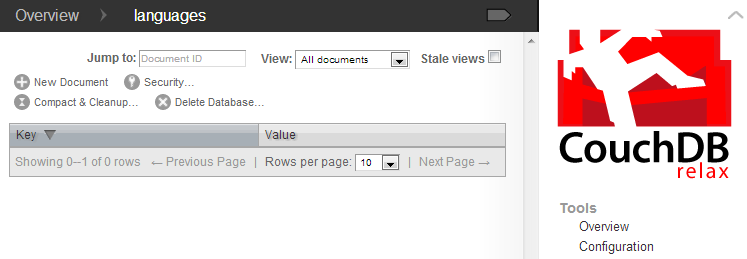 Overview languages
Jump to: Document ID View: All documents Stale views
New Document Security…
Compact & Cleanup… Delete Database…
Key Value
Showing 0--1 of 0 rows ← Previous Page | Rows per page: 10 | Next Page →
CouchDB
relax
Tools
Overview
Configuration